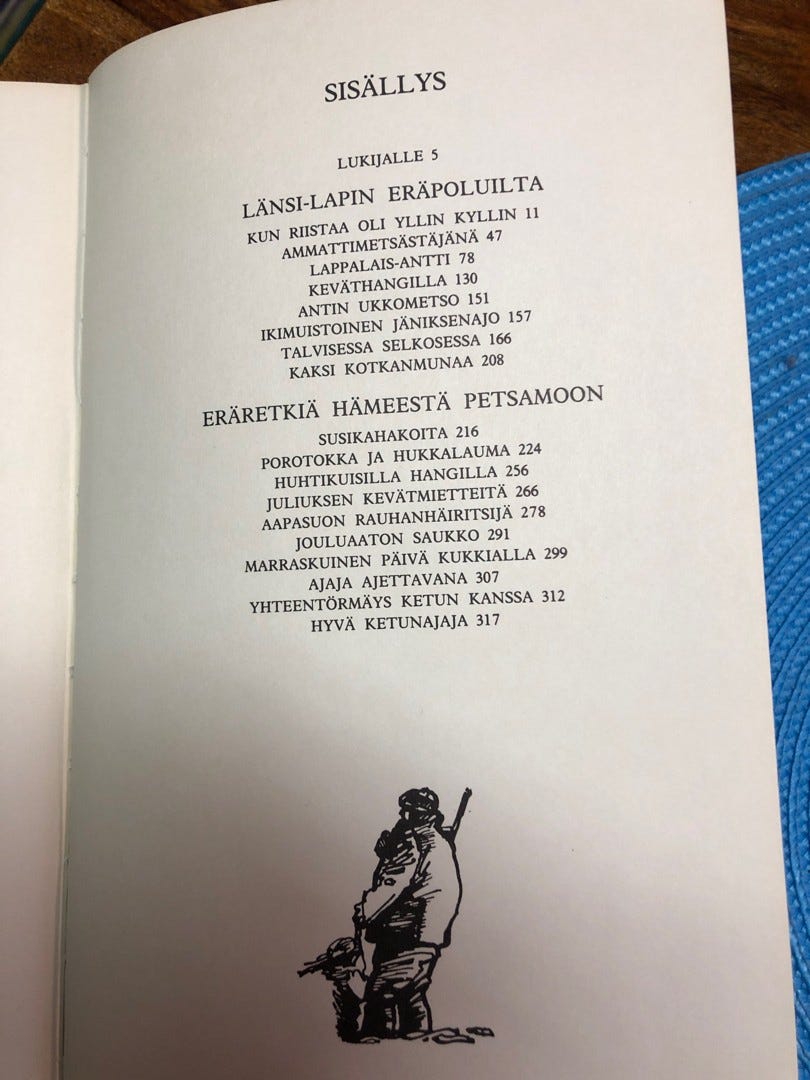 SISÄLLYS
LUKIJALLE 5
LÄNSI-LAPIN ERÄPOLUILTA
KUN RIISTAA OLI YLLIN KYLLIN 11
AMMATTIMETSÄSTÄJÄNÄ 47
LAPPALAIS-ANTTI 78
KEVÄTHANGILLA 130
ANTIN UKKOMETSO 151
IKIMUISTOINEN JÄNIKSENAJO 157
TALVISESSA SELKOSESSA 166
KAKSI KOTKANMUNAA 208
ERÄRETKIÄ HÄMEESTÄ PETSAMOON
SUSIKAHAKOITA 216
POROTOKKA JA HUKKALAUMA 224
HUHTIKUISILLA HANGILLA 256
JULIUKSEN KEVÄTMIETTEITÄ 266
AAPASUON RAUHANHÄIRITSIJÄ 278
JOULUAATON SAUKKO 291
MARRASKUINEN PÄIVÄ KUKKIALLA 299
AJAJA AJETTAVANA 307
YHTEENTÖRMÄYS KETUN KANSSA 312
HYVÄ KETUNAJAJA 317